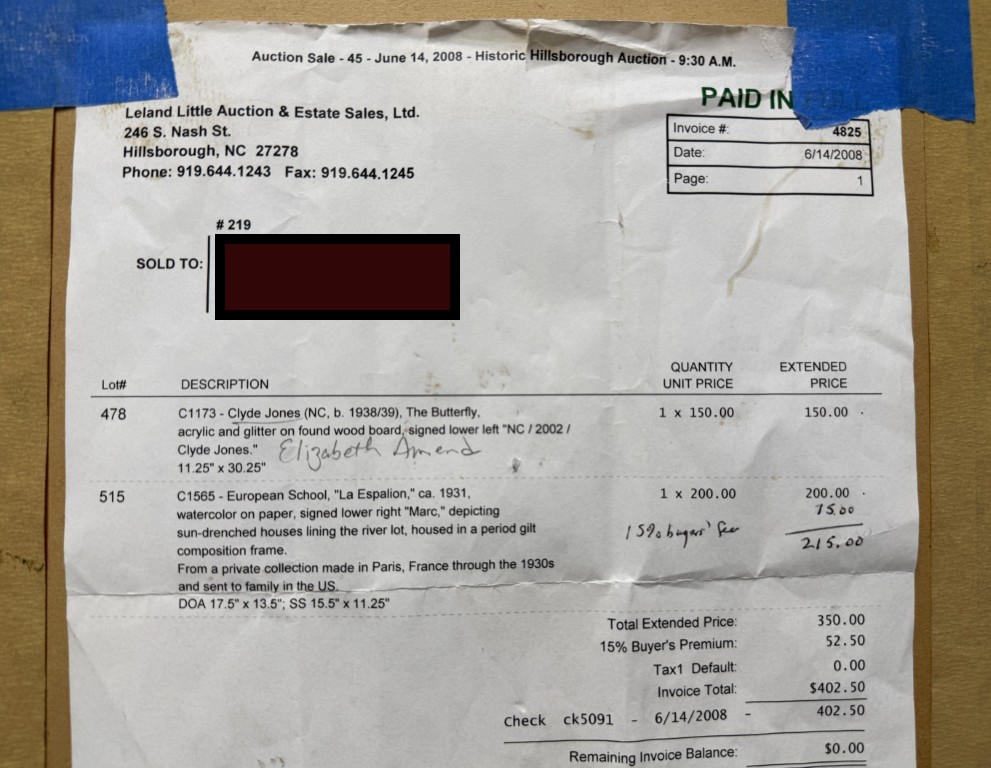 Auction Sale - 45 - June 14, 2008 - Historic Hillsborough Auction - 9:30 A.M.
PAID IN
Leland Little Auction & Estate Sales, Ltd.
246 S. Nash St.
Hillsborough, NC 27278
Phone: 919.644.1243 Fax: 919.644.1245
Invoice #: 4825
Date: 6/14/2008
Page: 1
# 219
SOLD TO:
QUANTITY EXTENDED
Lot# DESCRIPTION UNIT PRICE PRICE
478 C1173 - Clyde Jones (NC, b. 1938/39), The Butterfly, 1 x 150.00 150.00
acrylic and glitter on found wood board, signed lower left "NC / 2002 /
Clyde Jones." Elizabeth Amend
11.25" x 30.25"
515 C1565 - European School, "La Espalion," ca. 1931, 1 x 200.00 200.00
watercolor on paper, signed lower right "Marc," depicting
sun-drenched houses lining the river lot, housed in a period gilt 15% buyers' fee
composition frame. 215.00
From a private collection made in Paris, France through the 1930s
and sent to family in the US.
DOA 17.5" x 13.5"; SS 15.5" x 11.25"
Total Extended Price: 350.00
15% Buyer's Premium: 52.50
Tax1 Default: 0.00
Invoice Total: $402.50
Check ck5091 - 6/14/2008 - 402.50
Remaining Invoice Balance: $0.00